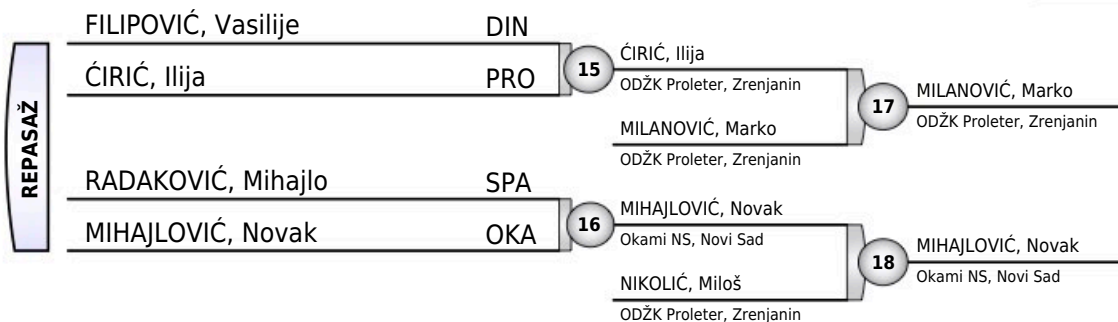 REPASAŽ
FILIPOVIĆ, Vasilije DIN
ĆIRIĆ, Ilija PRO
RADAKOVIĆ, Mihajlo SPA
MIHAJLOVIĆ, Novak OKA
15
ĆIRIĆ, Ilija
ODŽK Proleter, Zrenjanin
MILANOVIĆ, Marko
ODŽK Proleter, Zrenjanin
16
MIHAJLOVIĆ, Novak
Okami NS, Novi Sad
NIKOLIĆ, Miloš
ODŽK Proleter, Zrenjanin
17
MILANOVIĆ, Marko
ODŽK Proleter, Zrenjanin
18
MIHAJLOVIĆ, Novak
Okami NS, Novi Sad